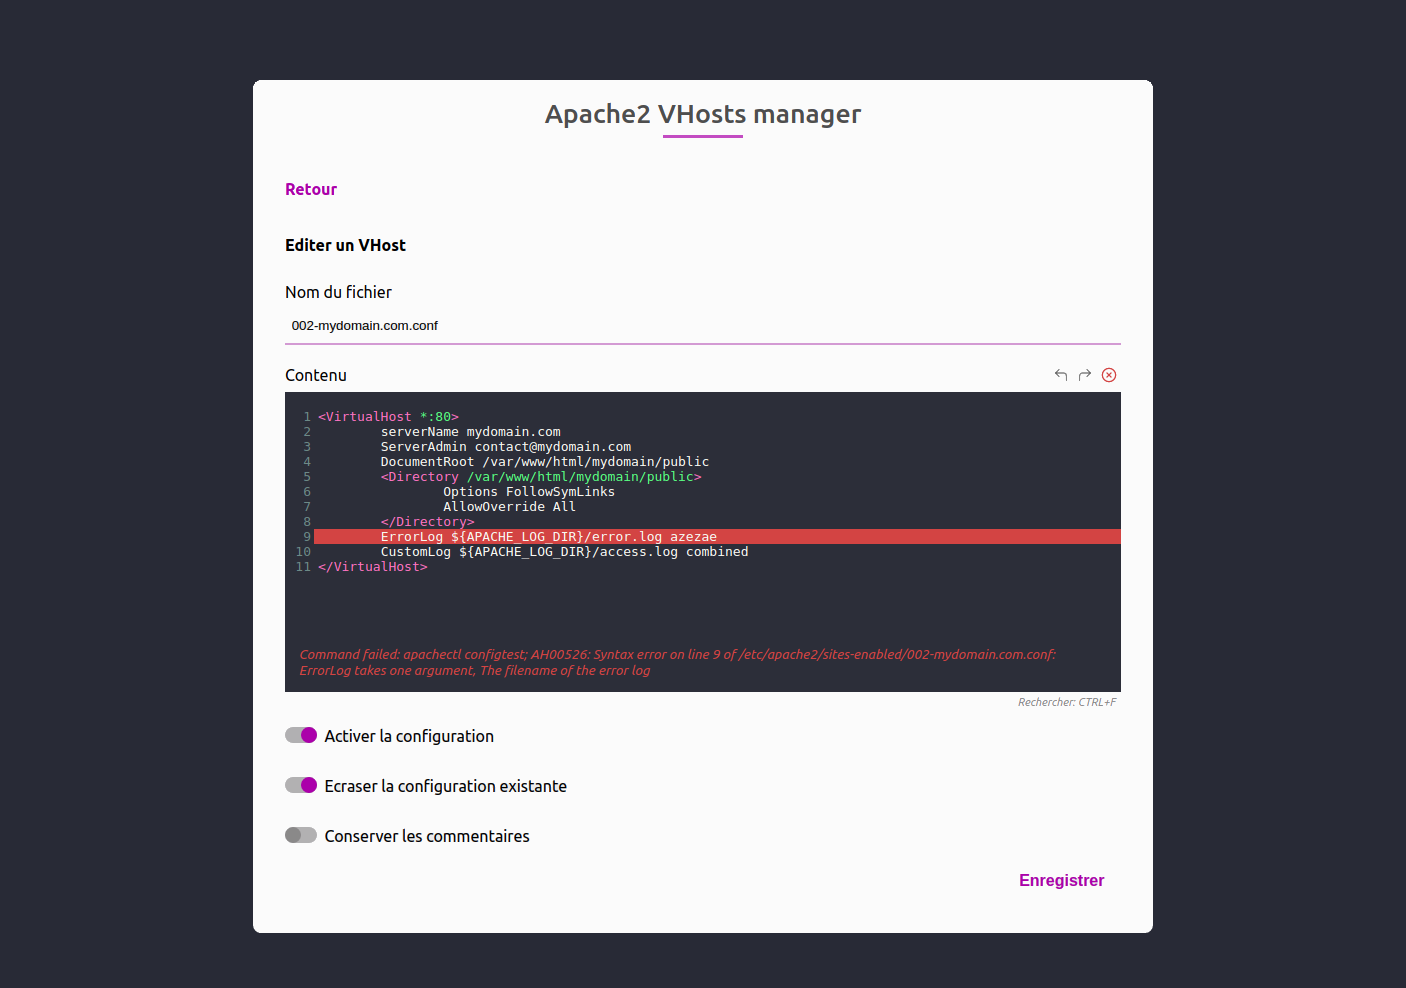 Apache2 VHosts manager
Retour
Editer un VHost
Nom du fichier
002-mydomain.com.conf
Contenu
1 <VirtualHost *:80>
2 serverName mydomain.com
3 ServerAdmin contact@mydomain.com
4 DocumentRoot /var/www/html/mydomain/public
5 <Directory /var/www/html/mydomain/public>
6 Options FollowSymLinks
7 AllowOverride All
8 </Directory>
9 ErrorLog ${APACHE_LOG_DIR}/error.log azezae
10 CustomLog ${APACHE_LOG_DIR}/access.log combined
11 </VirtualHost>
Command failed: apachectl configtest; AH00526: Syntax error on line 9 of /etc/apache2/sites-enabled/002-mydomain.com.conf:
ErrorLog takes one argument, The filename of the error log
Rechercher: CTRL+F
Activer la configuration
Ecraser la configuration existante
Conserver les commentaires
Enregistrer